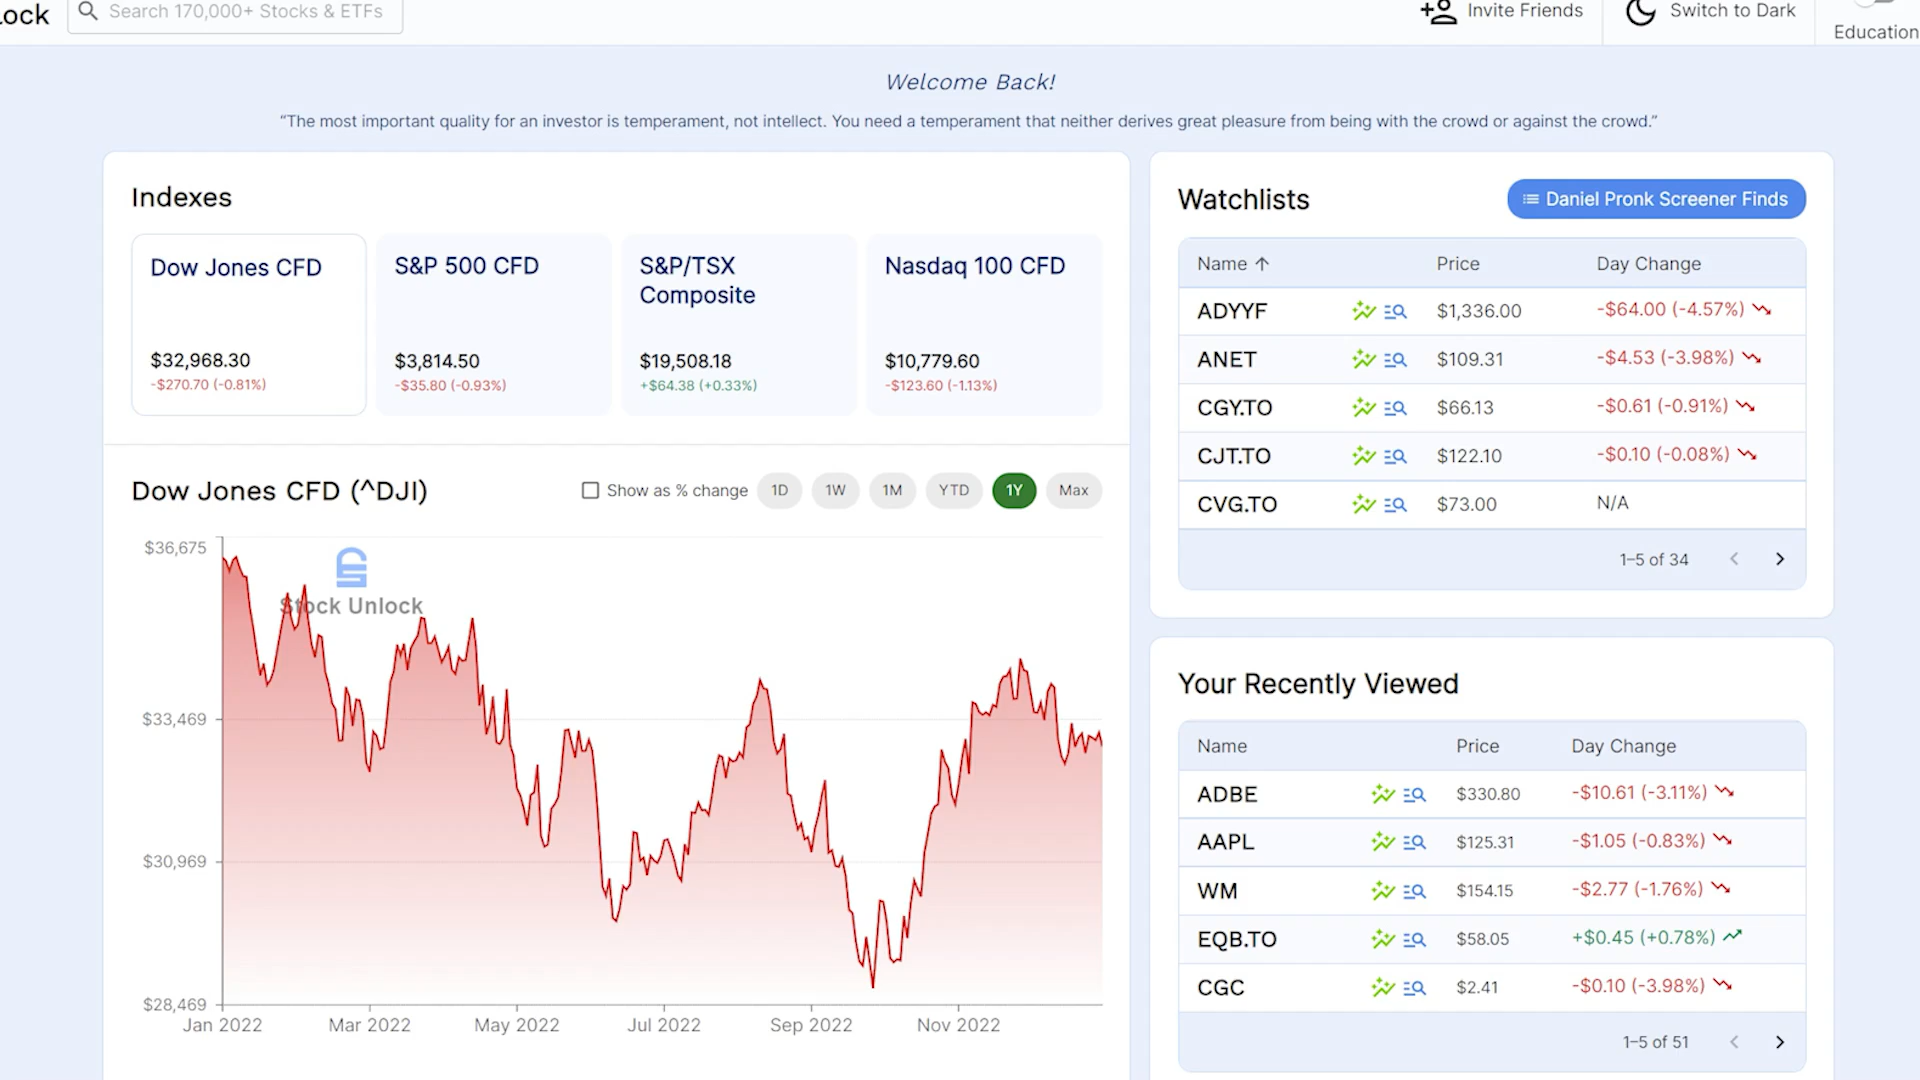 lock
Search 170,000+ Stocks & ETFs
Invite Friends
Switch to Dark
Education
Welcome Back!
“The most important quality for an investor is temperament, not intellect. You need a temperament that neither derives great pleasure from being with the crowd or against the crowd.”
Indexes
Dow Jones CFD
$32,968.30
-$270.70 (-0.81%)
S&P 500 CFD
$3,814.50
-$35.80 (-0.93%)
S&P/TSX
Composite
$19,508.18
+$64.38 (+0.33%)
Nasdaq 100 CFD
$10,779.60
-$123.60 (-1.13%)
Dow Jones CFD (^DJI)
Show as % change
1D
1W
1M
YTD
1Y
Max
$36,675
$33,469
$30,969
$28,469
Stock Unlock
Jan 2022
Mar 2022
May 2022
Jul 2022
Sep 2022
Nov 2022
Watchlists
Daniel Pronk Screener Finds
Name Price Day Change
ADYYF $1,336.00 -$64.00 (-4.57%)
ANET $109.31 -$4.53 (-3.98%)
CGY.TO $66.13 -$0.61 (-0.91%)
CJT.TO $122.10 -$0.10 (-0.08%)
CVG.TO $73.00 N/A
1–5 of 34
Your Recently Viewed
Name Price Day Change
ADBE $330.80 -$10.61 (-3.11%)
AAPL $125.31 -$1.05 (-0.83%)
WM $154.15 -$2.77 (-1.76%)
EQB.TO $58.05 +$0.45 (+0.78%)
CGC $2.41 -$0.10 (-3.98%)
1–5 of 51